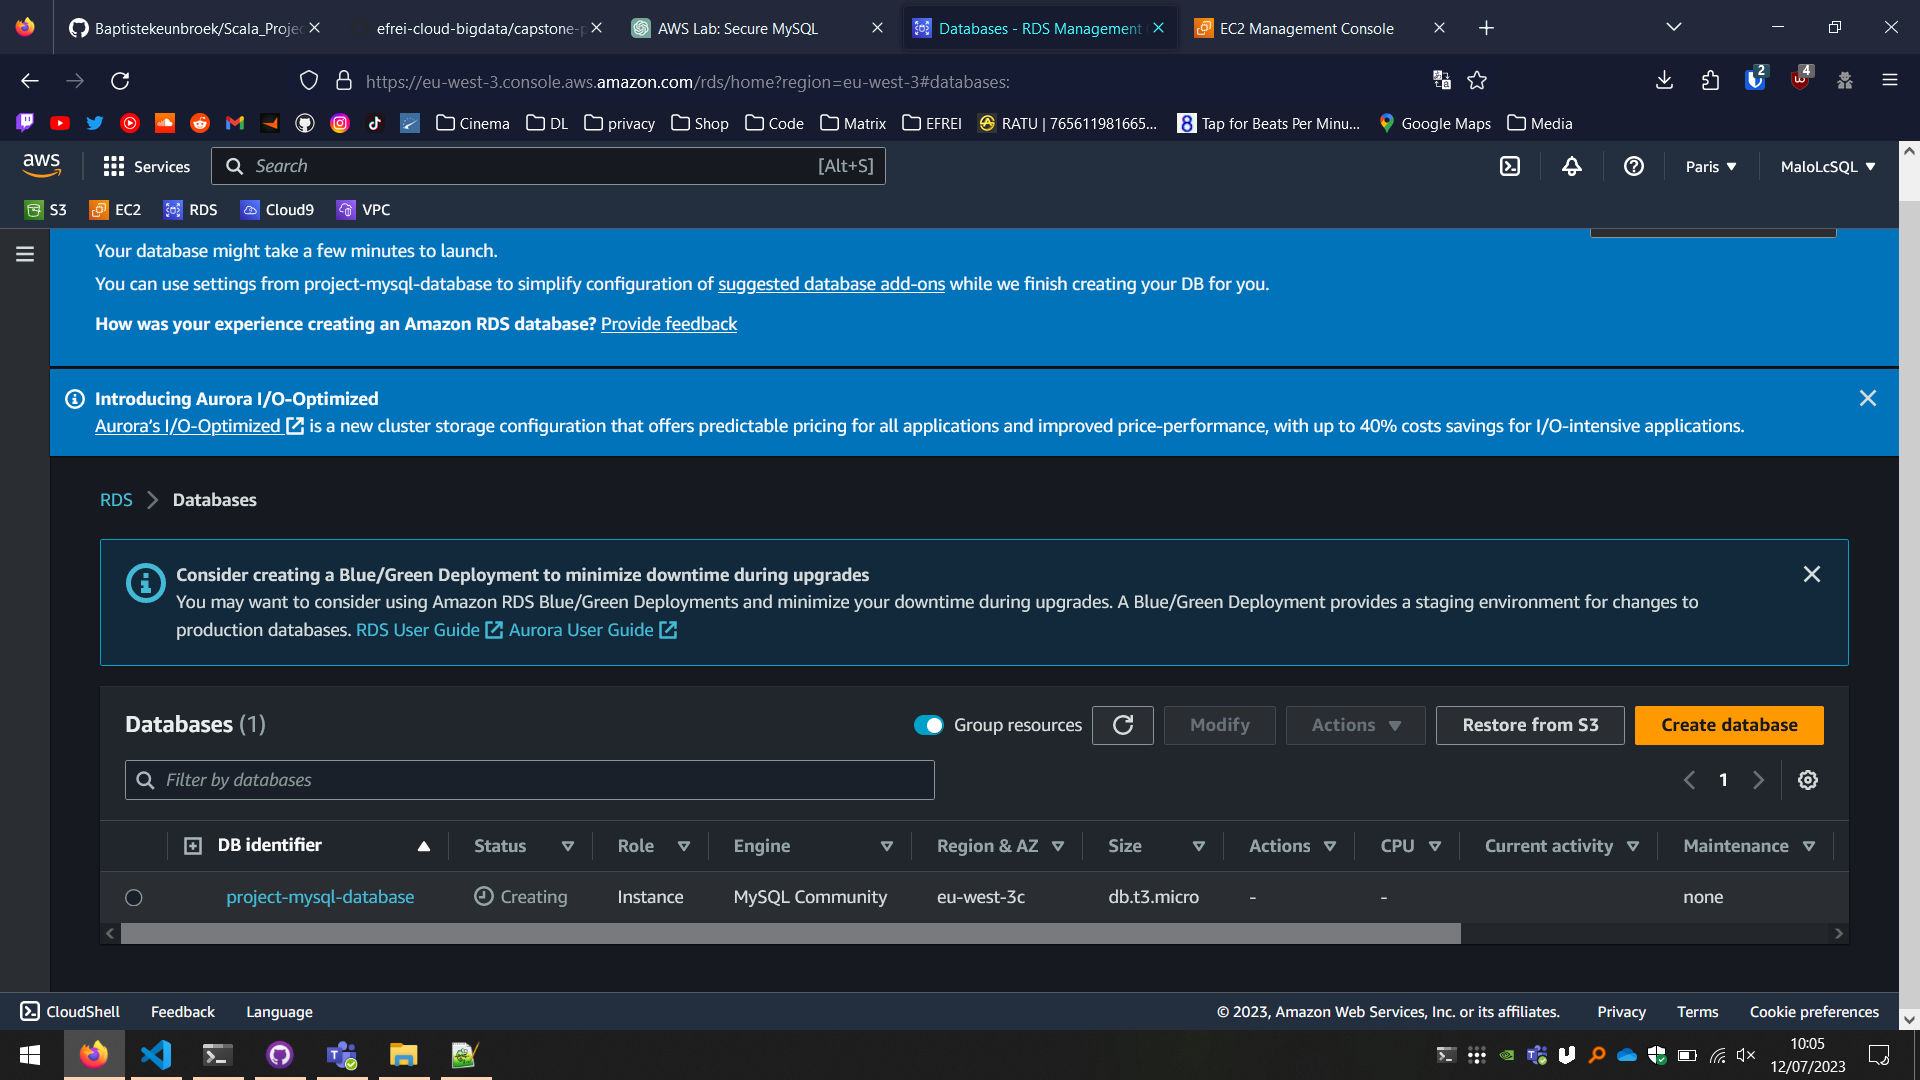 Baptistekeunbroek/Scala_Projec
efrei-cloud-bigdata/capstone-p
AWS Lab: Secure MySQL
Databases - RDS Management
EC2 Management Console
https://eu-west-3.console.aws.amazon.com/rds/home?region=eu-west-3#databases:
2
4
Cinema
DL
privacy
Shop
Code
Matrix
EFREI
RATU | 765611981665...
8
Tap for Beats Per Minu...
Google Maps
Media
aws
Services
Search
[Alt+S]
Paris
MaloLcSQL
S3
EC2
RDS
Cloud9
VPC
Your database might take a few minutes to launch.
You can use settings from project-mysql-database to simplify configuration of suggested database add-ons while we finish creating your DB for you.
How was your experience creating an Amazon RDS database? Provide feedback
Introducing Aurora I/O-Optimized
Aurora's I/O-Optimized is a new cluster storage configuration that offers predictable pricing for all applications and improved price-performance, with up to 40% costs savings for I/O-intensive applications.
RDS
Databases
Consider creating a Blue/Green Deployment to minimize downtime during upgrades
You may want to consider using Amazon RDS Blue/Green Deployments and minimize your downtime during upgrades. A Blue/Green Deployment provides a staging environment for changes to
production databases. RDS User Guide Aurora User Guide
Databases (1)
Group resources
Modify
Actions
Restore from S3
Create database
Filter by databases
1
DB identifier
Status
Role
Engine
Region & AZ
Size
Actions
CPU
Current activity
Maintenance
project-mysql-database
Creating
Instance
MySQL Community
eu-west-3c
db.t3.micro
-
-
none
CloudShell
Feedback
Language
© 2023, Amazon Web Services, Inc. or its affiliates.
Privacy
Terms
Cookie preferences
10:05
12/07/2023